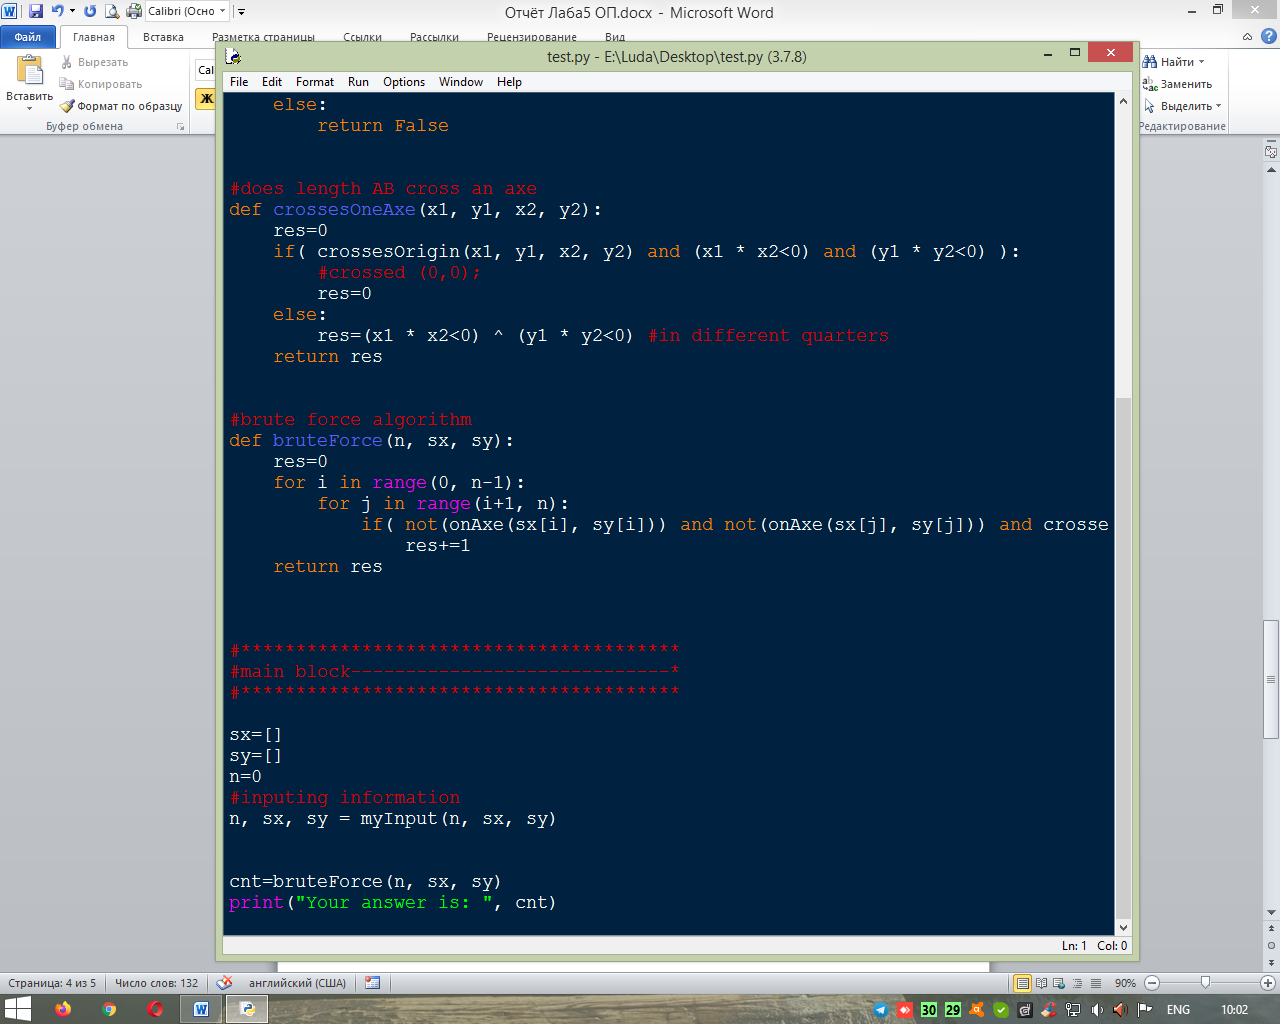 Calibri (Осно
Отчёт Лаба5 ОП.docx - Microsoft Word
Файл
Главная
Вставка
Разметка страницы
Ссылки
Рассылки
Рецензирование
Вид
Вставить
Вырезать
Копировать
Формат по образцу
Буфер обмена
Cal
Ж
Найти
Заменить
Выделить
Редактирование
test.py - E:\Luda\Desktop\test.py (3.7.8)
File Edit Format Run Options Window Help
    else:
        return False
#does length AB cross an axe
def crossesOneAxe(x1, y1, x2, y2):
    res=0
    if( crossesOrigin(x1, y1, x2, y2) and (x1 * x2<0) and (y1 * y2<0) ):
        #crossed (0,0);
        res=0
    else:
        res=(x1 * x2<0) ^ (y1 * y2<0) #in different quarters
    return res
#brute force algorithm
def bruteForce(n, sx, sy):
    res=0
    for i in range(0, n-1):
        for j in range(i+1, n):
            if( not(onAxe(sx[i], sy[i])) and not(onAxe(sx[j], sy[j])) and crosse
                res+=1
    return res
#****************************************
#main block-----------------------------*
#****************************************
sx=[]
sy=[]
n=0
#inputing information
n, sx, sy = myInput(n, sx, sy)
cnt=bruteForce(n, sx, sy)
print("Your answer is: ", cnt)
Ln: 1 Col: 0
Страница: 4 из 5
Число слов: 132
английский (США)
90%
30
29
ENG
10:02